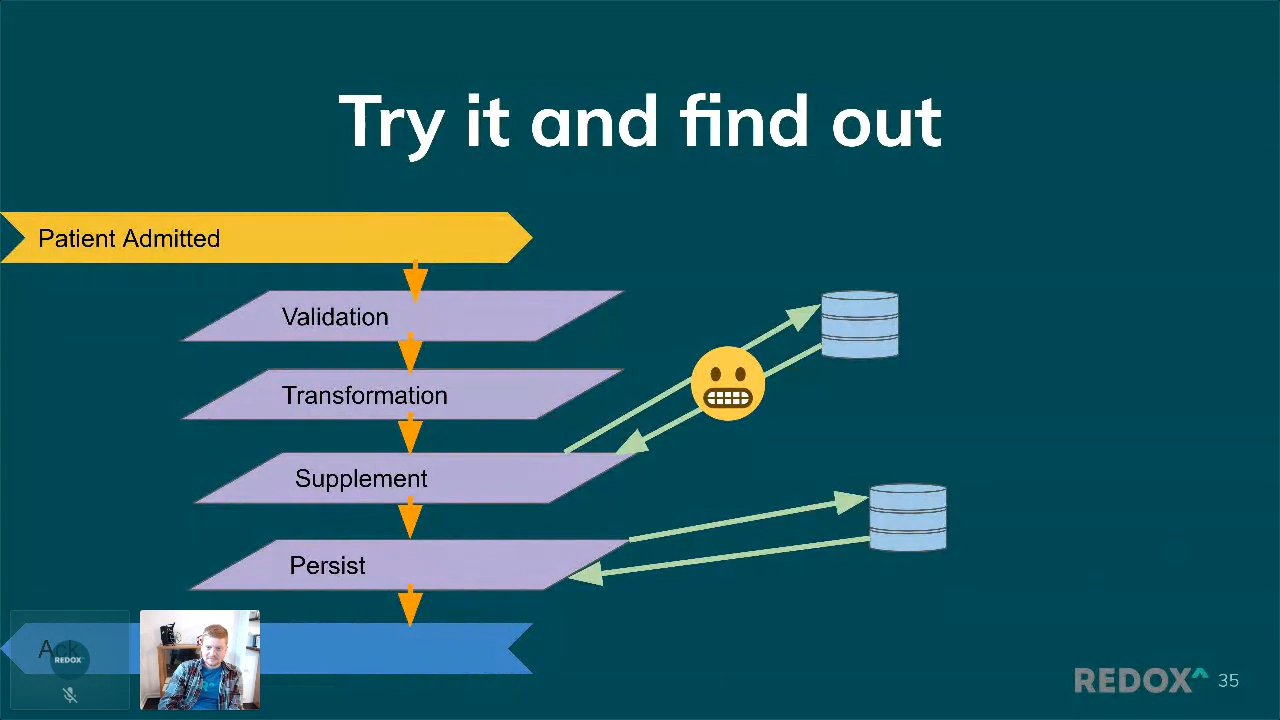 Try it and find out
Patient Admitted
Validation
Transformation
Supplement
Persist
Ack
REDOX
REDOX^ 35